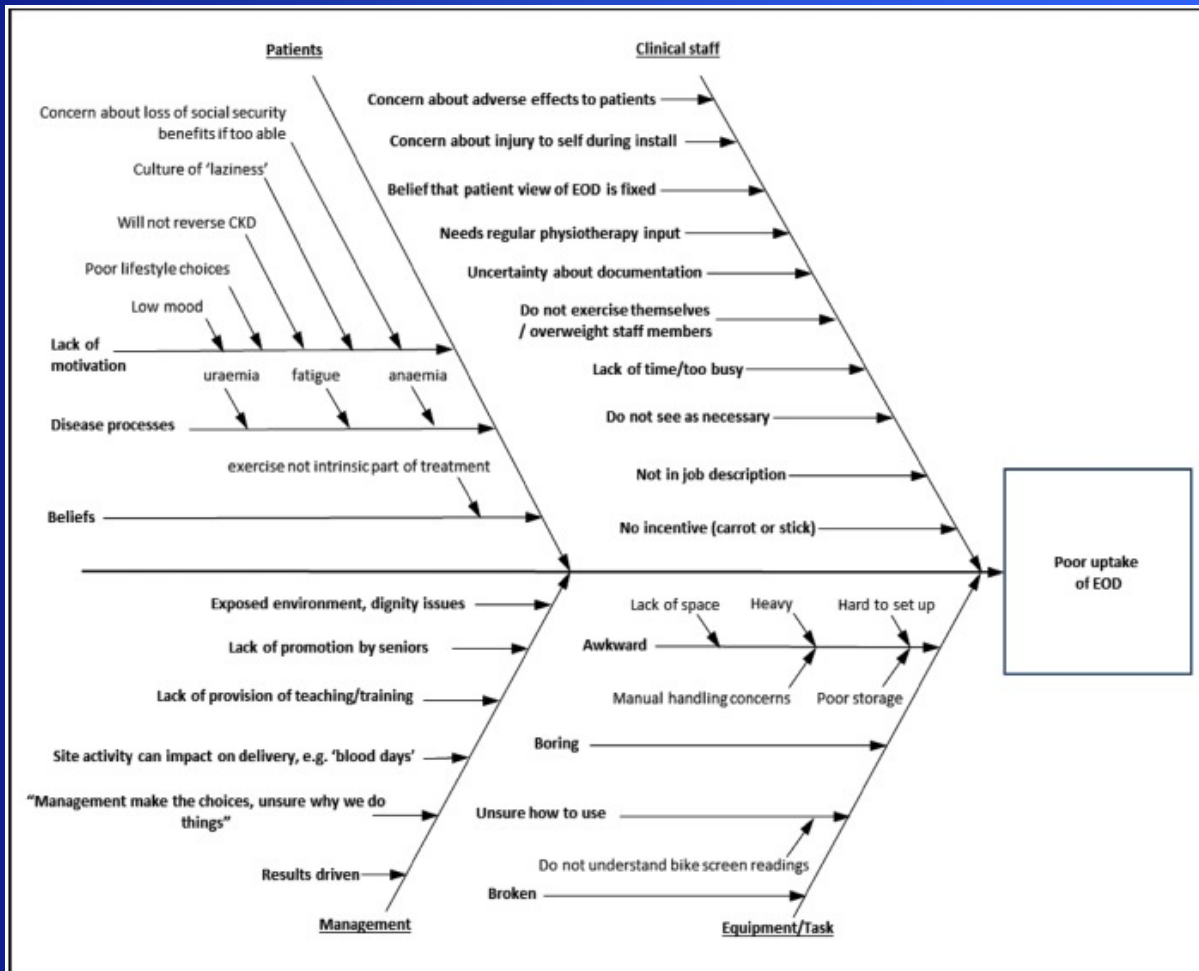 Patients
Concern about loss of social security
benefits if too able
Culture of ‘laziness’
Will not reverse CKD
Poor lifestyle choices
Low mood
Lack of
motivation
uraemia
fatigue
anaemia
Disease processes
exercise not intrinsic part of treatment
Beliefs
Clinical staff
Concern about adverse effects to patients
Concern about injury to self during install
Belief that patient view of EOD is fixed
Needs regular physiotherapy input
Uncertainty about documentation
Do not exercise themselves
/ overweight staff members
Lack of time/too busy
Do not see as necessary
Not in job description
No incentive (carrot or stick)
Poor uptake
of EOD
Exposed environment, dignity issues
Lack of promotion by seniors
Lack of provision of teaching/training
Site activity can impact on delivery, e.g. ‘blood days’
“Management make the choices, unsure why we do
things”
Results driven
Management
Lack of space
Heavy
Hard to set up
Awkward
Manual handling concerns
Poor storage
Boring
Unsure how to use
Do not understand bike screen readings
Broken
Equipment/Task